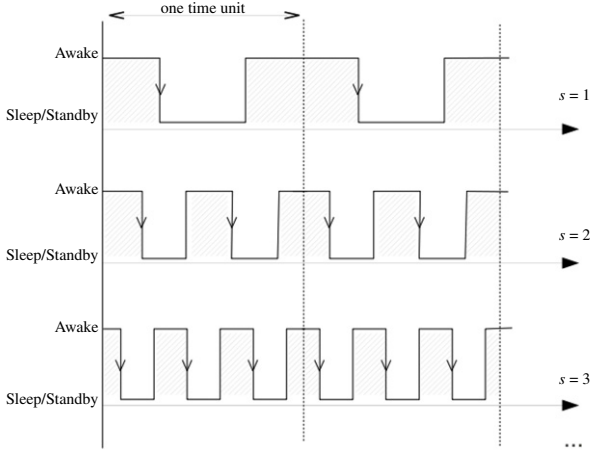 one time unit
Awake
s = 1
Sleep/Standby
Awake
s = 2
Sleep/Standby
Awake
s = 3
Sleep/Standby
...